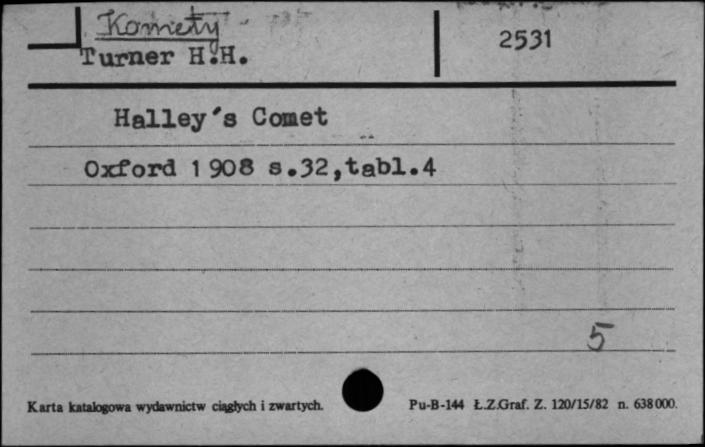 Komety
Turner H.H.
2531
Halley's Comet
Oxford 1908 s.32,tabl.4
5
Karta katalogowa wydawnictw ciągłych i zwartych.
Pu-B-144 Ł.Z.Graf. Z. 120/15/82 n. 638000.